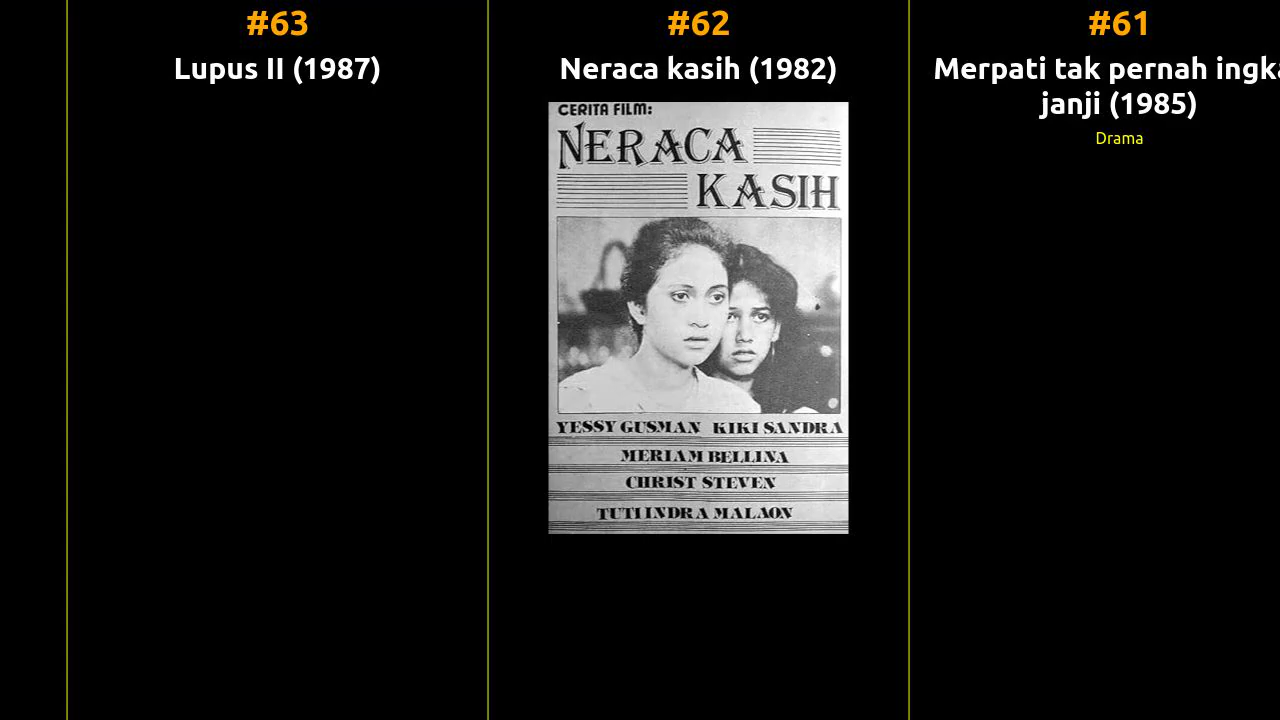 #63
Lupus II (1987)
#62
Neraca kasih (1982)
CERITA FILM:
NERACA
KASIH
YESSY GUSMAN KIKI SANDRA
MERIAM BELLINA
CHRIST STEVEN
TUTI INDRA MALAON
#61
Merpati tak pernah ingka
janji (1985)
Drama